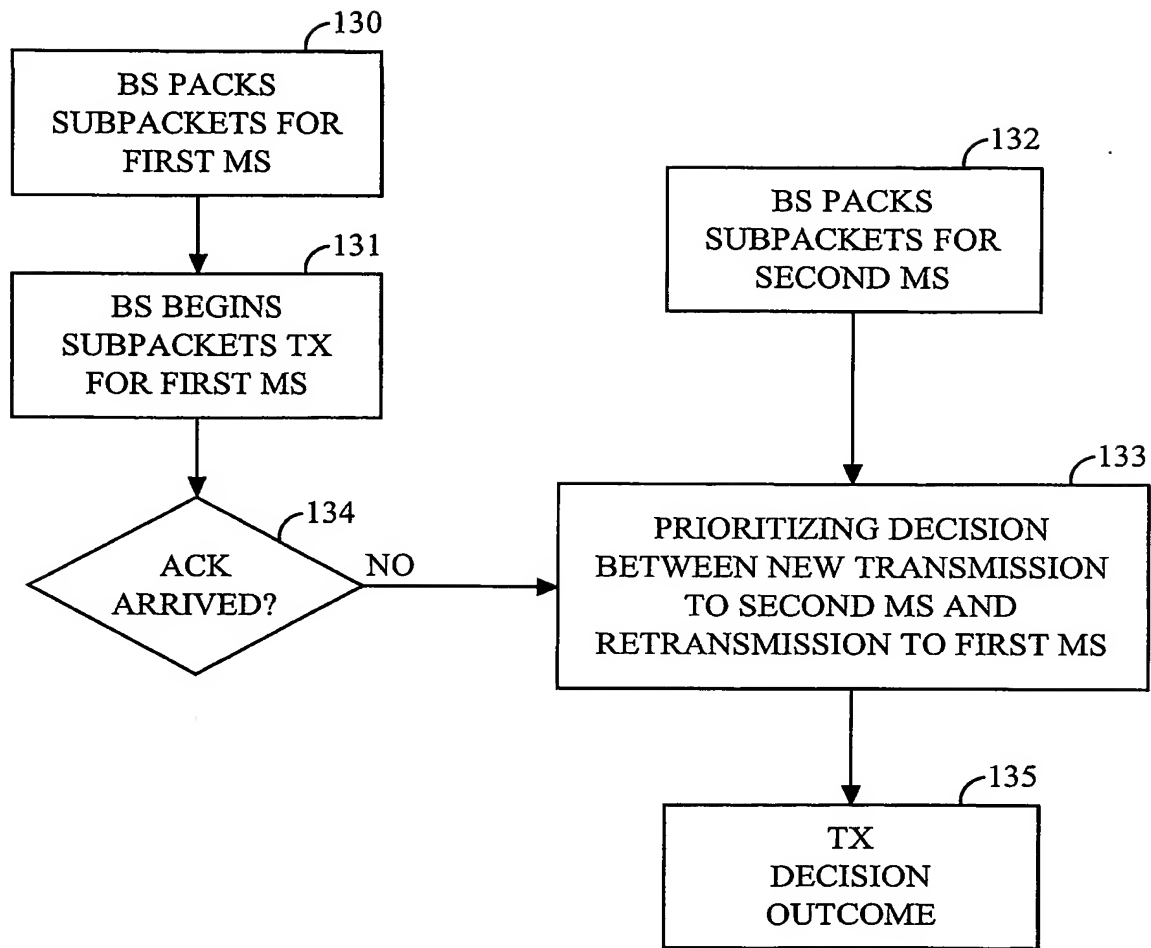 130
BS PACKS
SUBPACKETS FOR
FIRST MS
131
BS BEGINS
SUBPACKETS TX
FOR FIRST MS
132
BS PACKS
SUBPACKETS FOR
SECOND MS
134
ACK
ARRIVED?
NO
133
PRIORITIZING DECISION
BETWEEN NEW TRANSMISSION
TO SECOND MS AND
RETRANSMISSION TO FIRST MS
135
TX
DECISION
OUTCOME